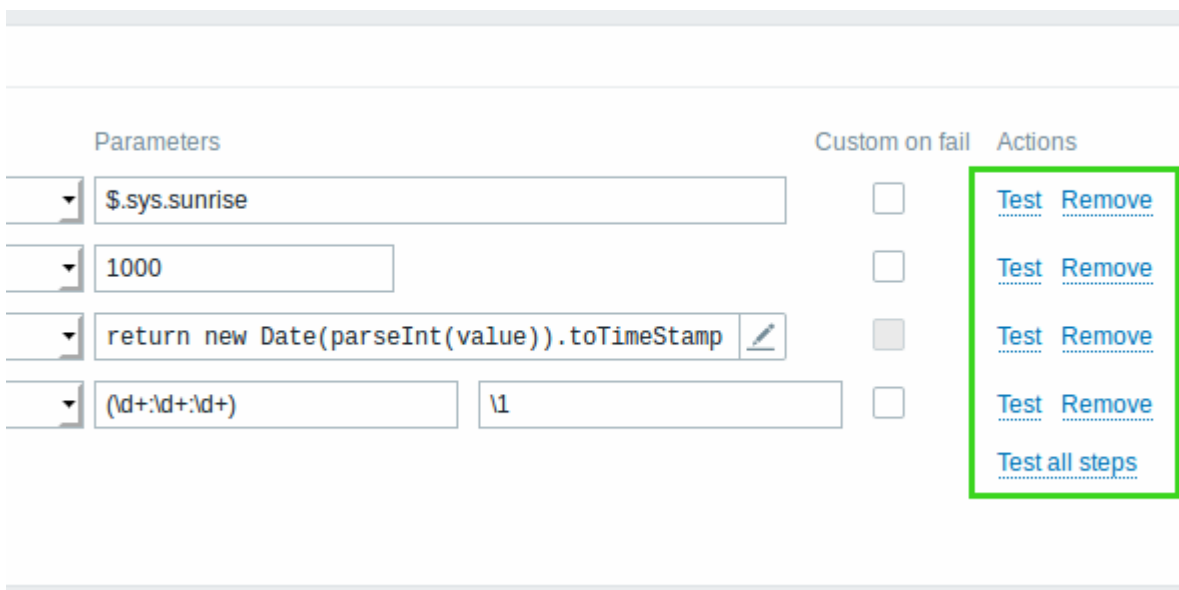 Parameters Custom on fail Actions
$.sys.sunrise Test Remove
1000 Test Remove
return new Date(parseInt(value)).toTimeStamp Test Remove
(\d+:\d+:\d+) \1 Test Remove
Test all steps